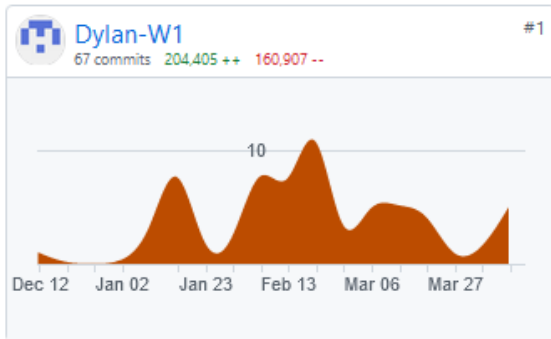 Dylan-W1
#1
67 commits 204,405 ++ 160,907 --
10
Dec 12 Jan 02 Jan 23 Feb 13 Mar 06 Mar 27